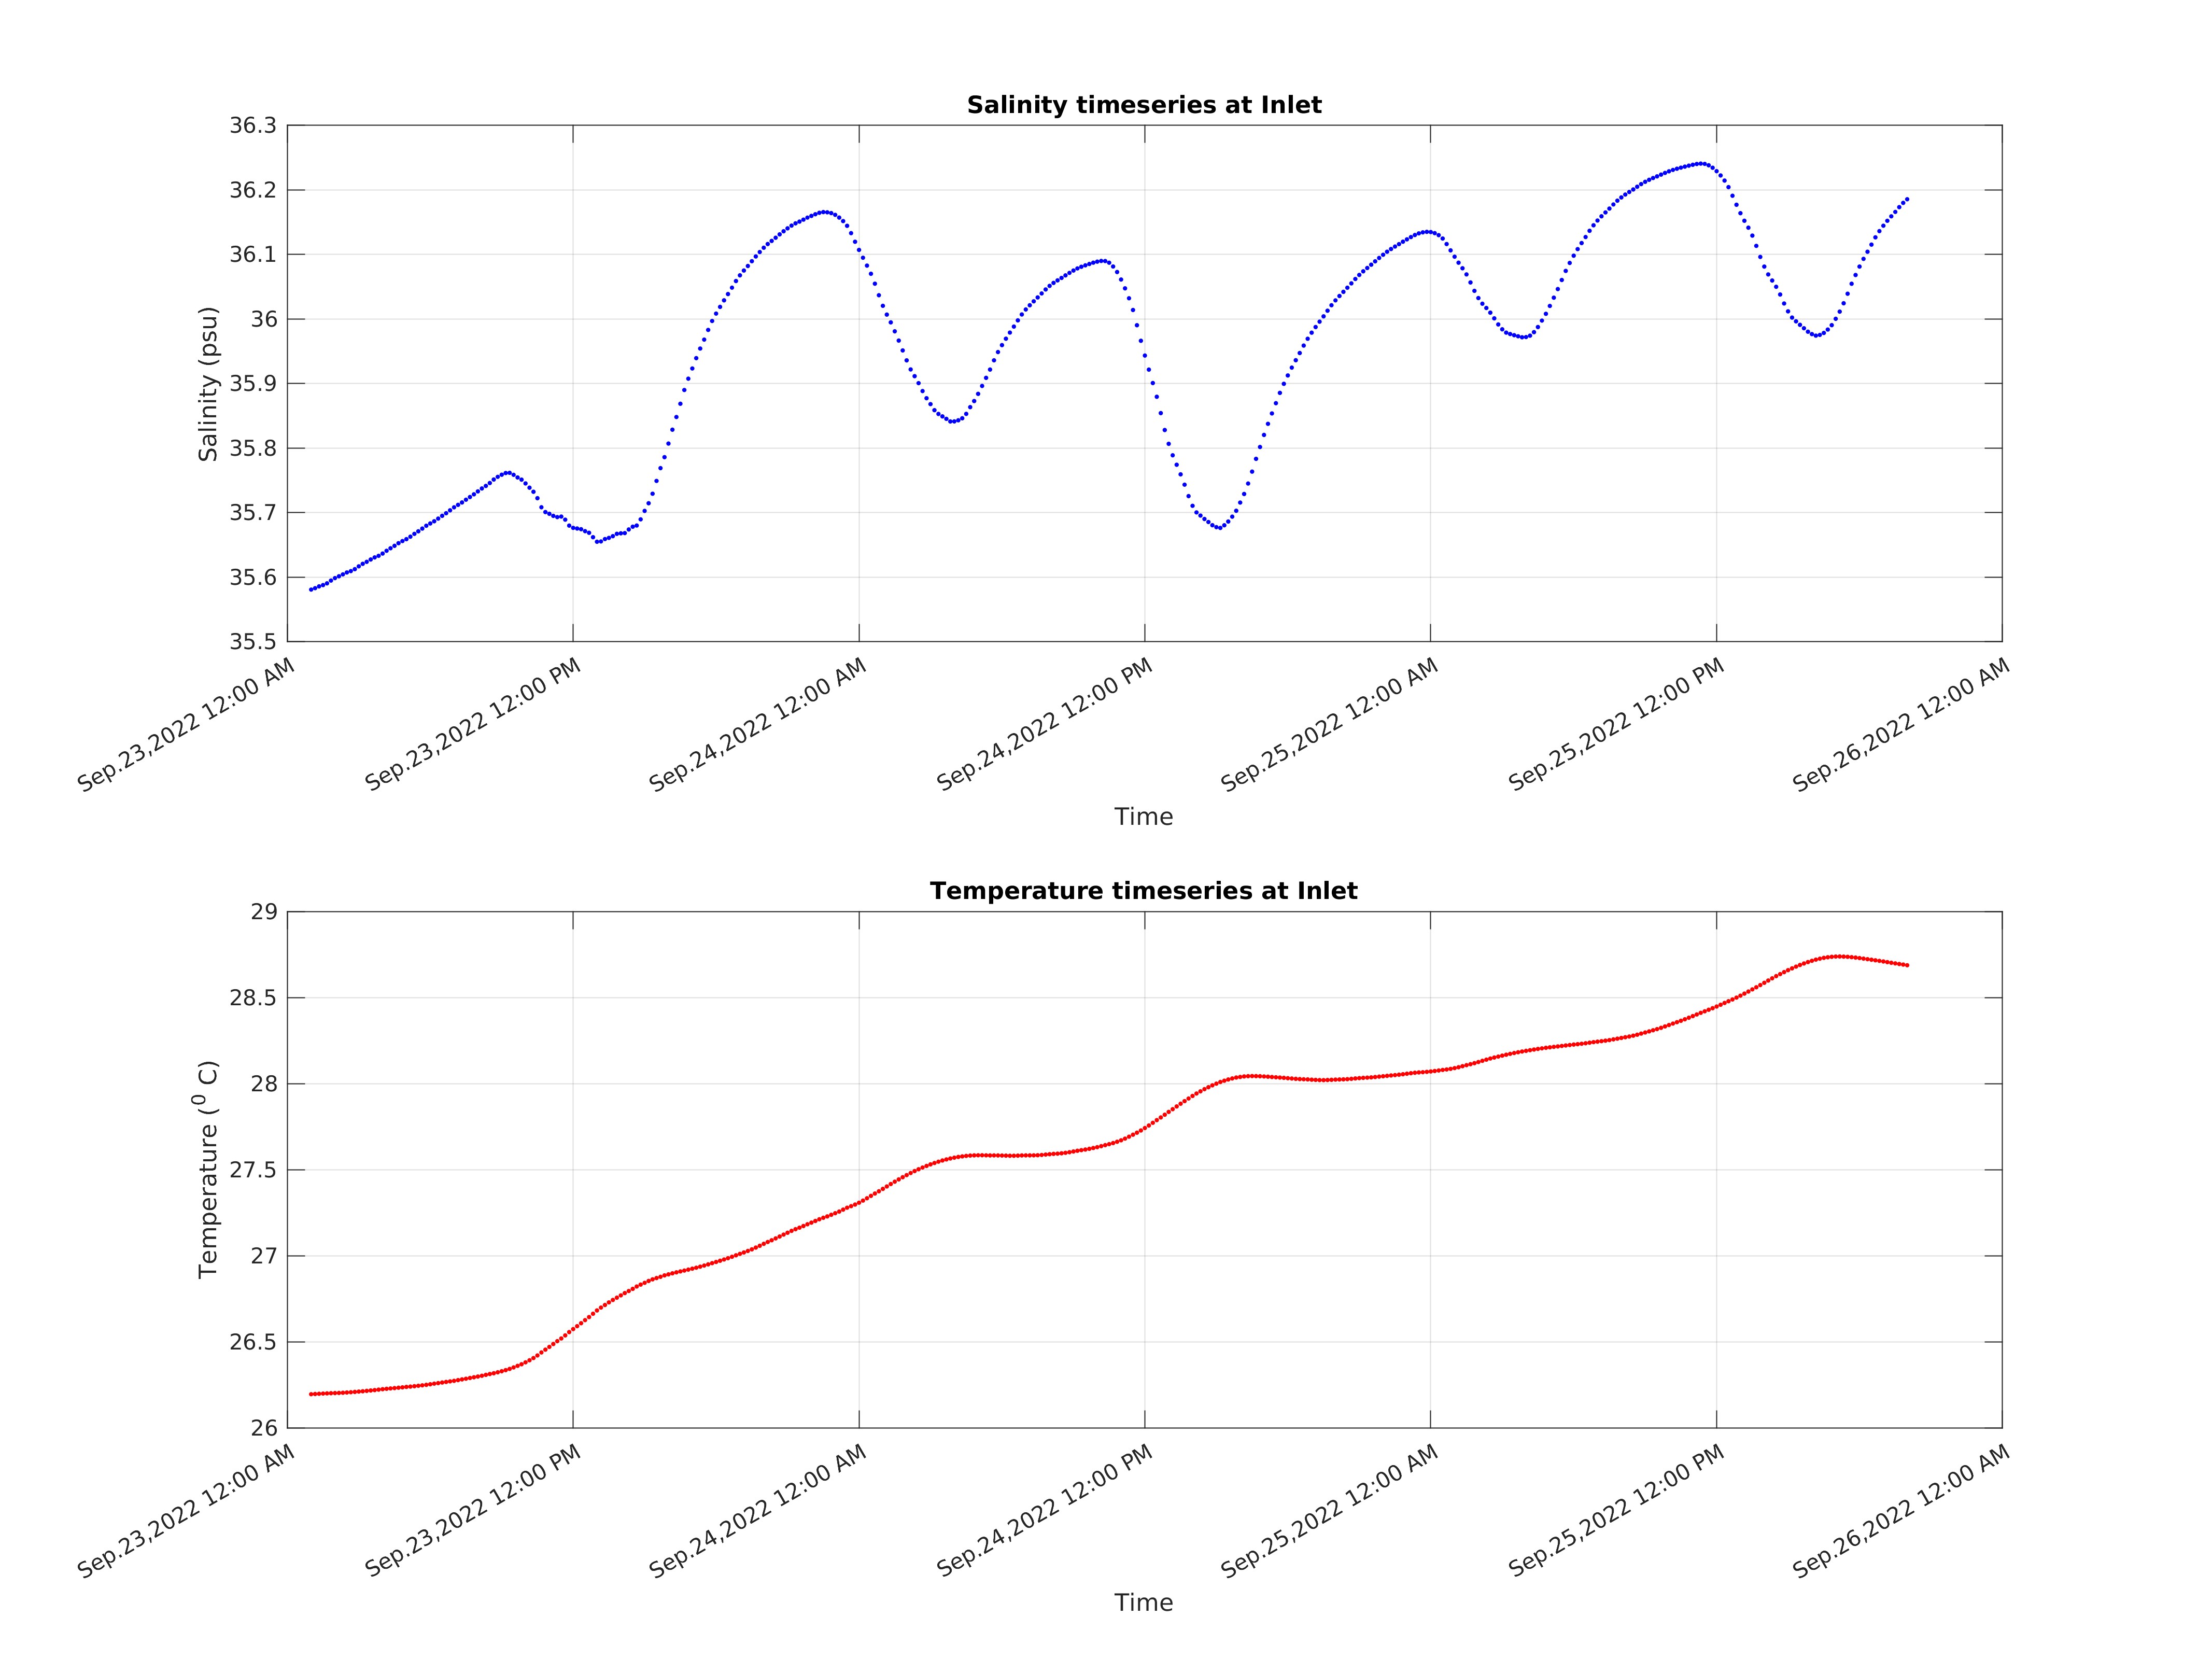 Salinity timeseries at Inlet
36.3
36.2
36.1
36
35.9
35.8
35.7
35.6
35.5
Salinity (psu)
Sep.23,2022 12:00 AM
Sep.23,2022 12:00 PM
Sep.24,2022 12:00 AM
Sep.24,2022 12:00 PM
Sep.25,2022 12:00 AM
Sep.25,2022 12:00 PM
Sep.26,2022 12:00 AM
Time
Temperature timeseries at Inlet
29
28.5
28
27.5
27
26.5
26
Temperature (⁰ C)
Sep.23,2022 12:00 AM
Sep.23,2022 12:00 PM
Sep.24,2022 12:00 AM
Sep.24,2022 12:00 PM
Sep.25,2022 12:00 AM
Sep.25,2022 12:00 PM
Sep.26,2022 12:00 AM
Time